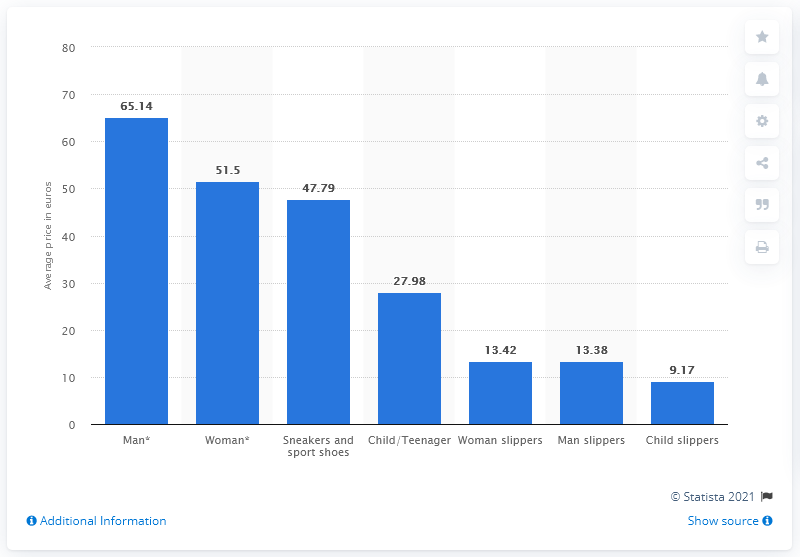 80
70
60
50
40
30
20
10
0
Average price in euros
65.14
51.5
47.79
27.98
13.42
13.38
9.17
Man*
Woman*
Sneakers and
sport shoes
Child/Teenager
Woman slippers
Man slippers
Child slippers
© Statista 2021
Additional Information
Show source